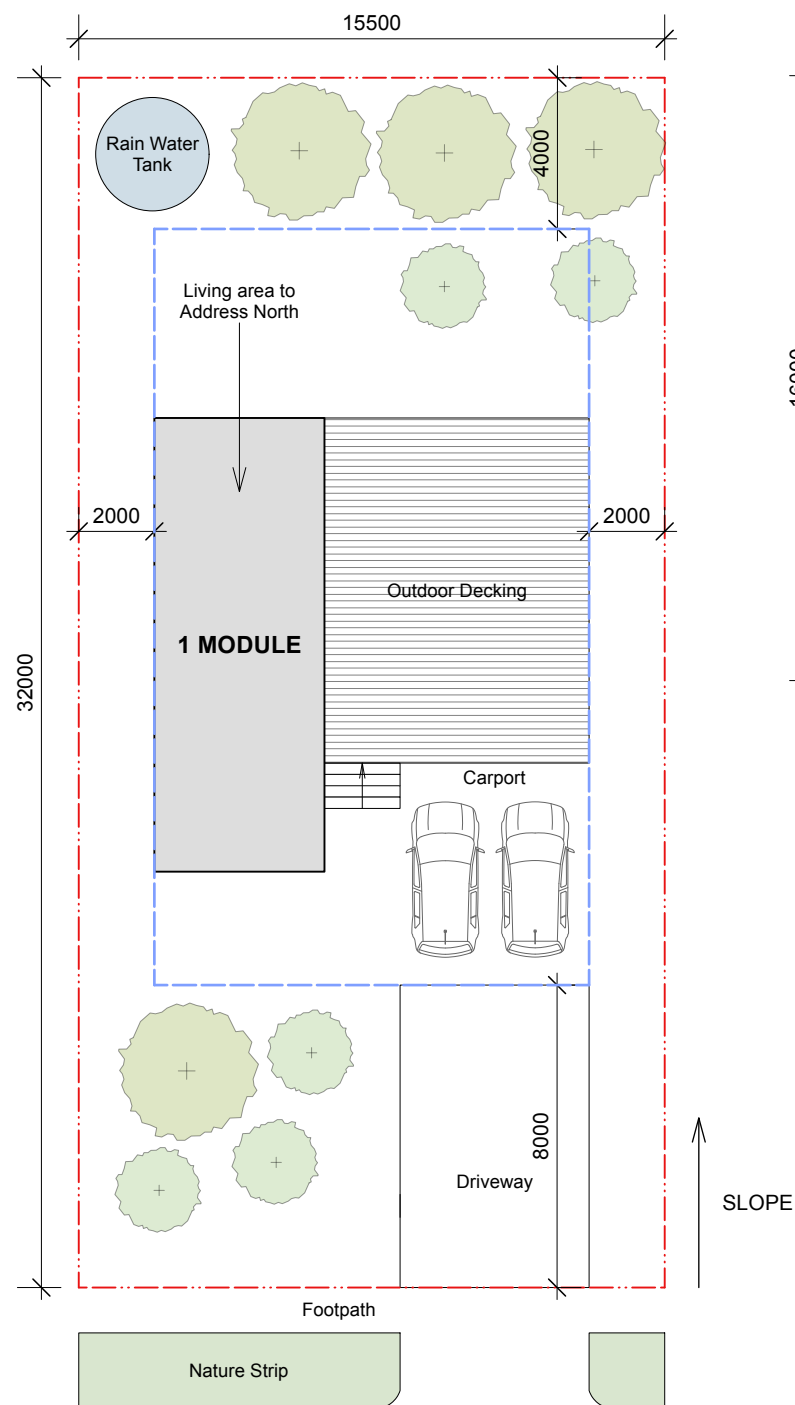 15500
Rain Water
Tank
4000
Living area to
Address North
2000
2000
Outdoor Decking
1 MODULE
32000
Carport
8000
Driveway
SLOPE
Footpath
Nature Strip